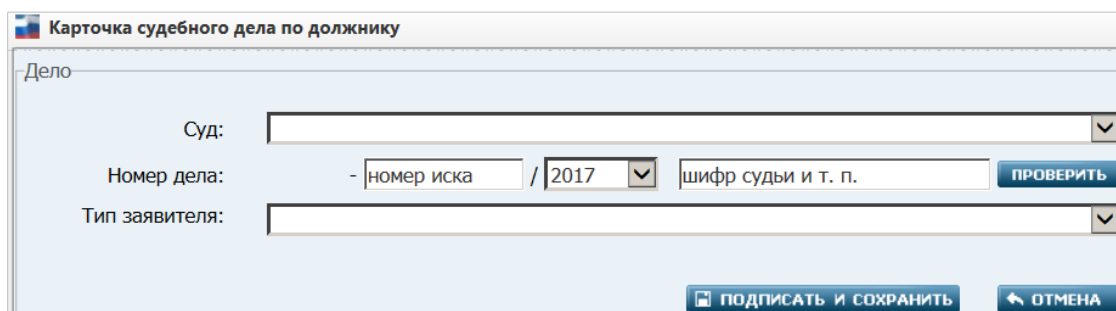 Карточка судебного дела по должнику
Дело
Суд:
Номер дела: - номер иска / 2017 шифр судьи и т. п. ПРОВЕРИТЬ
Тип заявителя:
ПОДПИСАТЬ И СОХРАНИТЬ ОТМЕНА